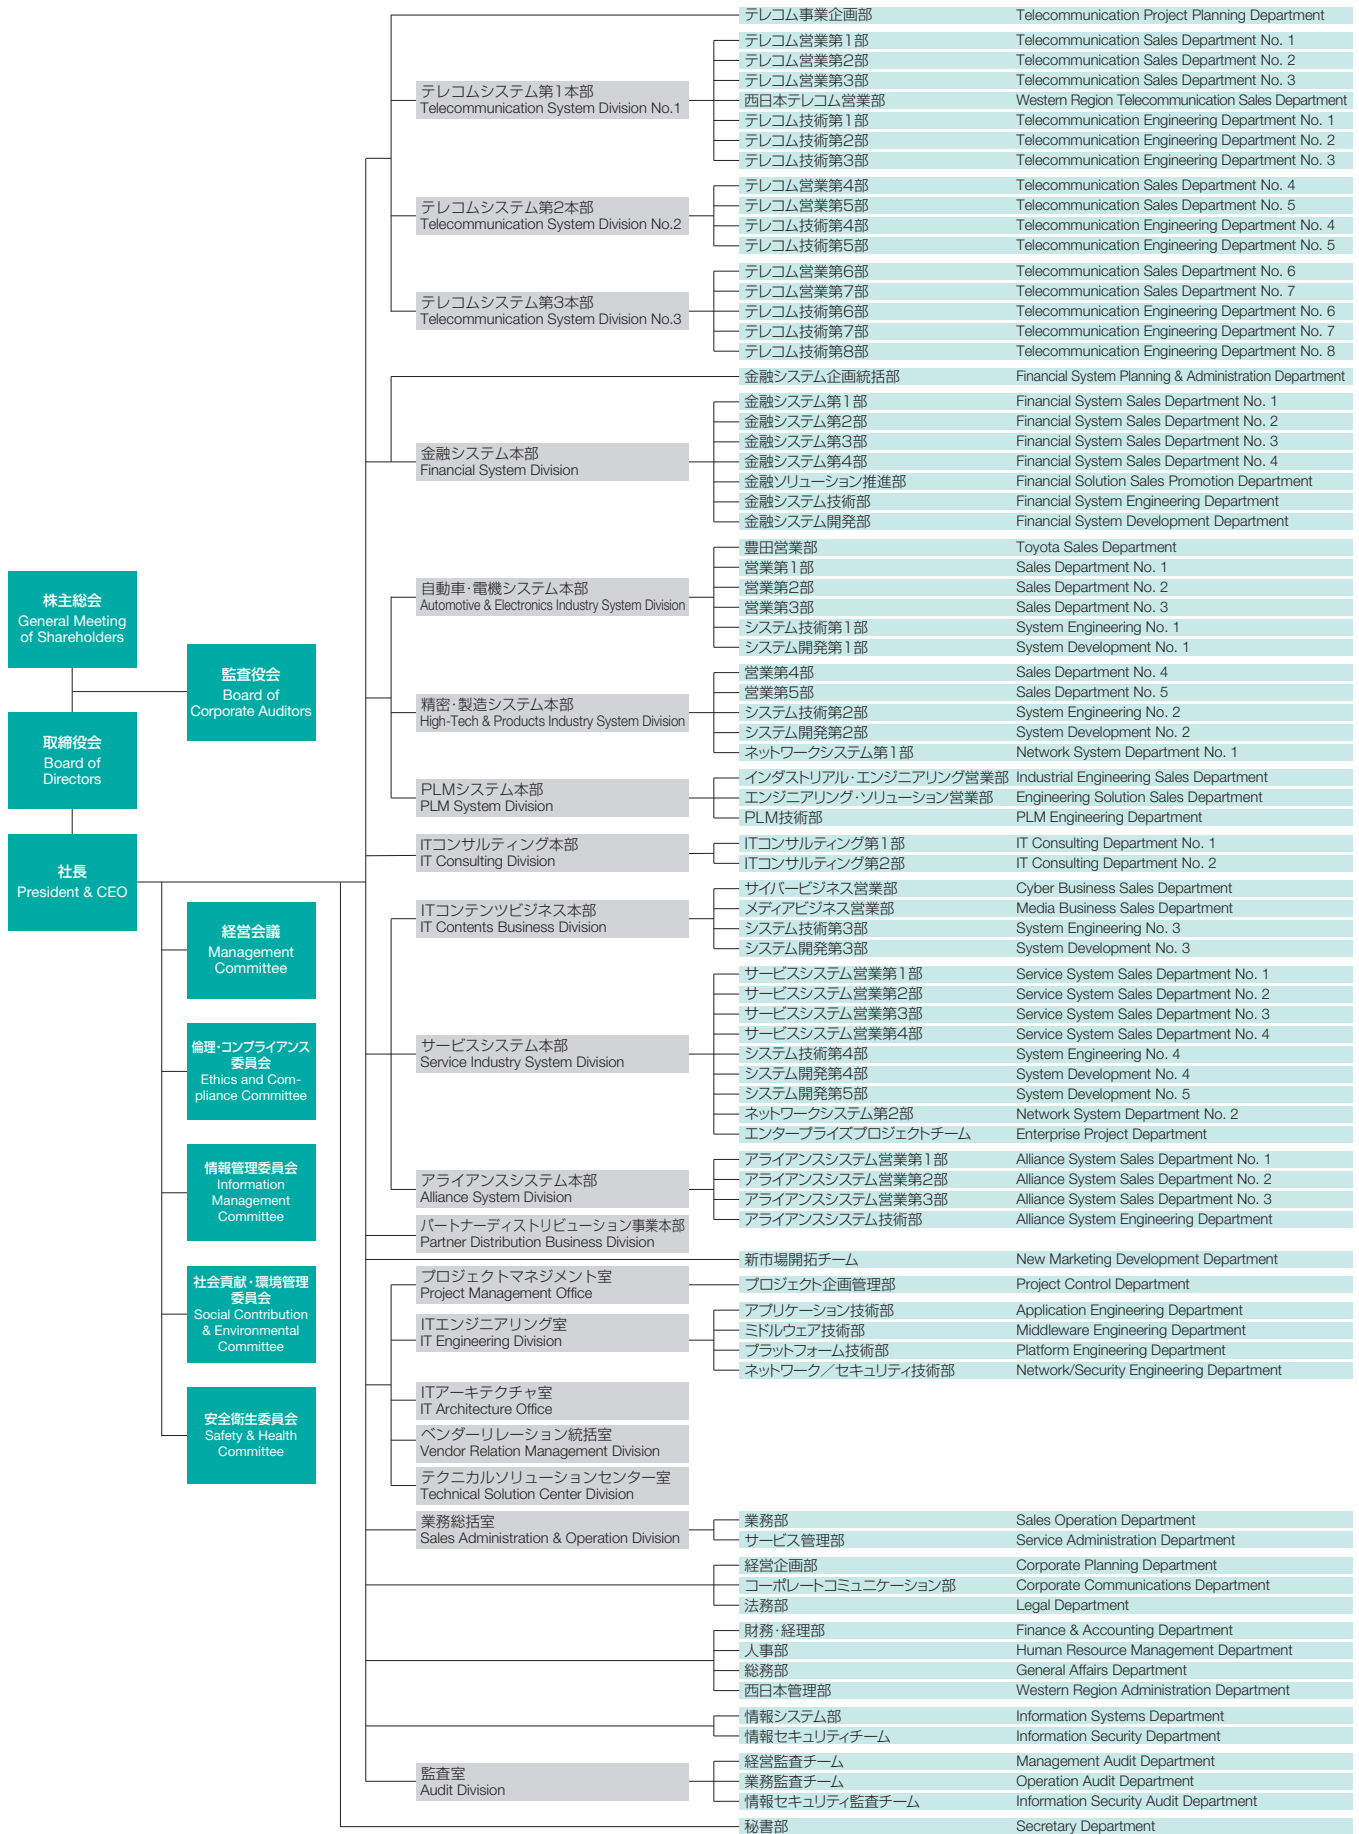 株主総会
General Meeting
of Shareholders
監査役会
Board of
Corporate Auditors
取締役会
Board of
Directors
社長
President & CEO
経営会議
Management
Committee
倫理・コンプライアンス
委員会
Ethics and Com-
pliance Committee
情報管理委員会
Information
Management
Committee
社会貢献・環境管理
委員会
Social Contribution
& Environmental
Committee
安全衛生委員会
Safety & Health
Committee
テレコム事業企画部 Telecommunication Project Planning Department
テレコムシステム第1本部
Telecommunication System Division No.1
テレコム営業第1部 Telecommunication Sales Department No. 1
テレコム営業第2部 Telecommunication Sales Department No. 2
テレコム営業第3部 Telecommunication Sales Department No. 3
西日本テレコム営業部 Western Region Telecommunication Sales Department
テレコム技術第1部 Telecommunication Engineering Department No. 1
テレコム技術第2部 Telecommunication Engineering Department No. 2
テレコム技術第3部 Telecommunication Engineering Department No. 3
テレコムシステム第2本部
Telecommunication System Division No.2
テレコム営業第4部 Telecommunication Sales Department No. 4
テレコム営業第5部 Telecommunication Sales Department No. 5
テレコム技術第4部 Telecommunication Engineering Department No. 4
テレコム技術第5部 Telecommunication Engineering Department No. 5
テレコムシステム第3本部
Telecommunication System Division No.3
テレコム営業第6部 Telecommunication Sales Department No. 6
テレコム営業第7部 Telecommunication Sales Department No. 7
テレコム技術第6部 Telecommunication Engineering Department No. 6
テレコム技術第7部 Telecommunication Engineering Department No. 7
テレコム技術第8部 Telecommunication Engineering Department No. 8
金融システム企画統括部 Financial System Planning & Administration Department
金融システム本部
Financial System Division
金融システム第1部 Financial System Sales Department No. 1
金融システム第2部 Financial System Sales Department No. 2
金融システム第3部 Financial System Sales Department No. 3
金融システム第4部 Financial System Sales Department No. 4
金融ソリューション推進部 Financial Solution Sales Promotion Department
金融システム技術部 Financial System Engineering Department
金融システム開発部 Financial System Development Department
自動車・電機システム本部
Automotive & Electronics Industry System Division
豊田営業部 Toyota Sales Department
営業第1部 Sales Department No. 1
営業第2部 Sales Department No. 2
営業第3部 Sales Department No. 3
システム技術第1部 System Engineering No. 1
システム開発第1部 System Development No. 1
精密・製造システム本部
High-Tech & Products Industry System Division
営業第4部 Sales Department No. 4
営業第5部 Sales Department No. 5
システム技術第2部 System Engineering No. 2
システム開発第2部 System Development No. 2
ネットワークシステム第1部 Network System Department No. 1
PLMシステム本部
PLM System Division
インダストリアル・エンジニアリング営業部 Industrial Engineering Sales Department
エンジニアリング・ソリューション営業部 Engineering Solution Sales Department
PLM技術部 PLM Engineering Department
ITコンサルティング本部
IT Consulting Division
ITコンサルティング第1部 IT Consulting Department No. 1
ITコンサルティング第2部 IT Consulting Department No. 2
ITコンテンツビジネス本部
IT Contents Business Division
サイバービジネス営業部 Cyber Business Sales Department
メディアビジネス営業部 Media Business Sales Department
システム技術第3部 System Engineering No. 3
システム開発第3部 System Development No. 3
サービスシステム本部
Service Industry System Division
サービスシステム営業第1部 Service System Sales Department No. 1
サービスシステム営業第2部 Service System Sales Department No. 2
サービスシステム営業第3部 Service System Sales Department No. 3
サービスシステム営業第4部 Service System Sales Department No. 4
システム技術第4部 System Engineering No. 4
システム開発第4部 System Development No. 4
システム開発第5部 System Development No. 5
ネットワークシステム第2部 Network System Department No. 2
エンタープライズプロジェクトチーム Enterprise Project Department
アライアンスシステム本部
Alliance System Division
アライアンスシステム営業第1部 Alliance System Sales Department No. 1
アライアンスシステム営業第2部 Alliance System Sales Department No. 2
アライアンスシステム営業第3部 Alliance System Sales Department No. 3
アライアンスシステム技術部 Alliance System Engineering Department
パートナーディストリビューション事業本部
Partner Distribution Business Division
新市場開拓チーム New Marketing Development Department
プロジェクトマネジメント室
Project Management Office
プロジェクト企画管理部 Project Control Department
ITエンジニアリング室
IT Engineering Division
アプリケーション技術部 Application Engineering Department
ミドルウェア技術部 Middleware Engineering Department
プラットフォーム技術部 Platform Engineering Department
ネットワーク／セキュリティ技術部 Network/Security Engineering Department
ITアーキテクチャ室
IT Architecture Office
ベンダーリレーション統括室
Vendor Relation Management Division
テクニカルソリューションセンター室
Technical Solution Center Division
業務総括室
Sales Administration & Operation Division
業務部 Sales Operation Department
サービス管理部 Service Administration Department
経営企画部 Corporate Planning Department
コーポレートコミュニケーション部 Corporate Communications Department
法務部 Legal Department
財務・経理部 Finance & Accounting Department
人事部 Human Resource Management Department
総務部 General Affairs Department
西日本管理部 Western Region Administration Department
情報システム部 Information Systems Department
情報セキュリティチーム Information Security Department
監査室
Audit Division
経営監査チーム Management Audit Department
業務監査チーム Operation Audit Department
情報セキュリティ監査チーム Information Security Audit Department
秘書部 Secretary Department